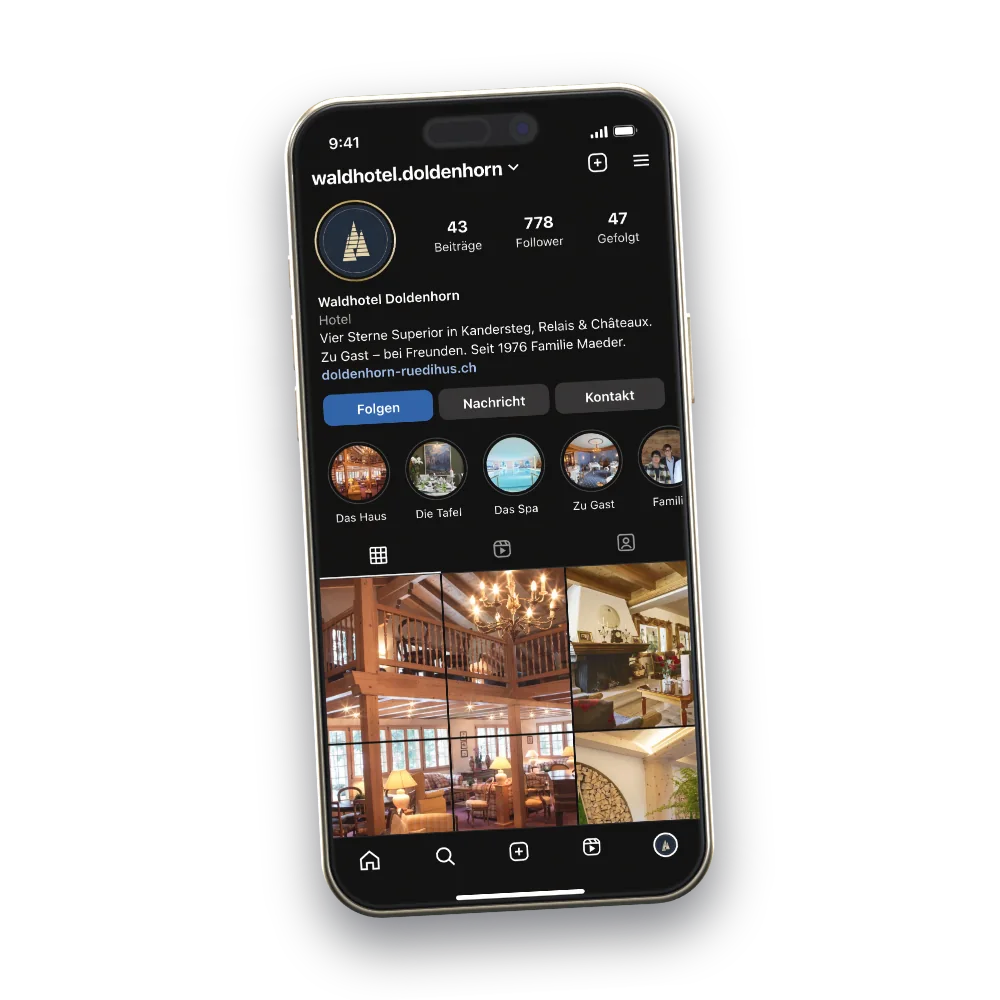 9:41
waldhotel.doldenhorn
43 778 47
Beiträge Follower Gefolgt
Waldhotel Doldenhorn
Hotel
Vier Sterne Superior in Kandersteg, Relais & Châteaux.
Zu Gast – bei Freunden. Seit 1976 Familie Maeder.
doldenhorn-ruedihus.ch
Folgen Nachricht Kontakt
Das Haus Die Tafel Das Spa Zu Gast Famili